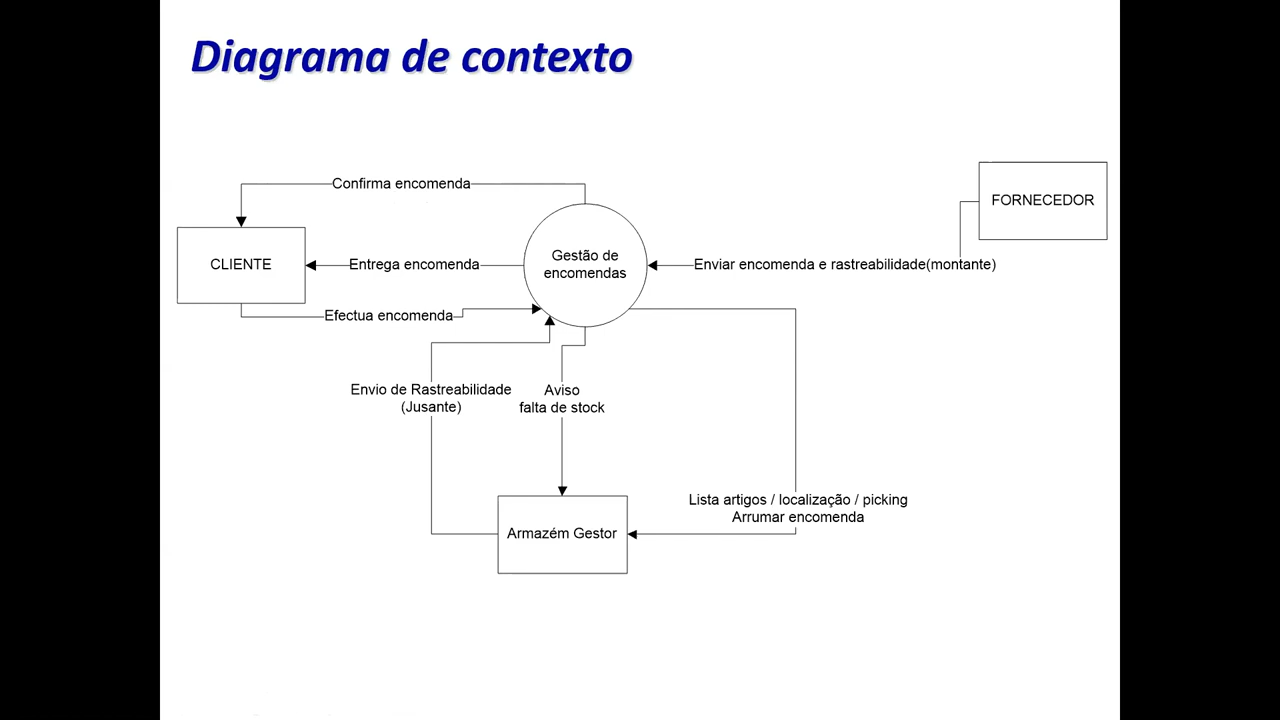 Diagrama de contexto
Confirma encomenda
FORNECEDOR
CLIENTE
Entrega encomenda
Gestão de
encomendas
Enviar encomenda e rastreabilidade(montante)
Efectua encomenda
Envio de Rastreabilidade
(Jusante)
Aviso
falta de stock
Lista artigos / localização / picking
Arrumar encomenda
Armazém Gestor